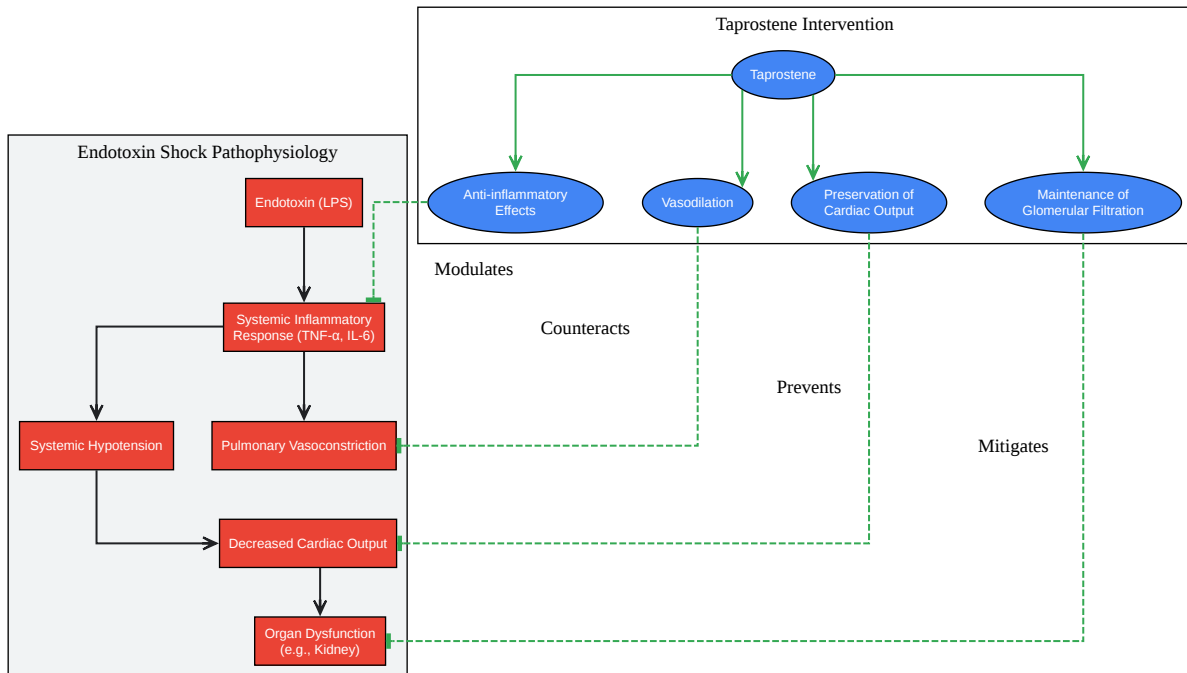 Taprostene Intervention
Taprostene
Anti-inflammatory
Effects
Vasodilation
Preservation of
Cardiac Output
Maintenance of
Glomerular Filtration
Endotoxin Shock Pathophysiology
Endotoxin (LPS)
Systemic Inflammatory
Response (TNF-α, IL-6)
Systemic Hypotension
Pulmonary Vasoconstriction
Decreased Cardiac Output
Organ Dysfunction
(e.g., Kidney)
Modulates
Counteracts
Prevents
Mitigates